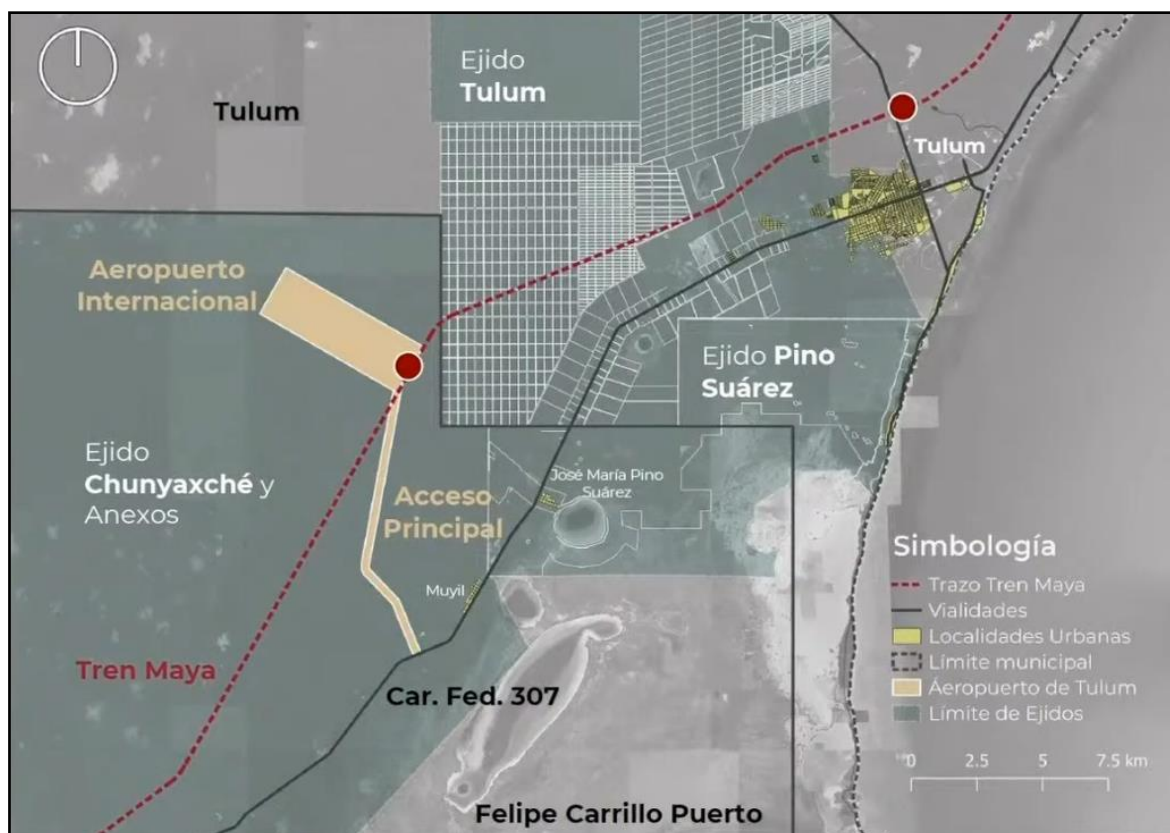 Ejido
Tulum
Tulum
Tulum
Aeropuerto
Internacional
Ejido Pino
Suárez
Ejido
Chunyaxché y
Anexos
Acceso
Principal
José María Pino
Suárez
Muyil
Tren Maya
Car. Fed. 307
Felipe Carrillo Puerto
Simbología
Trazo Tren Maya
Vialidades
Localidades Urbanas
Límite municipal
Áeropuerto de Tulum
Límite de Ejidos
0 2.5 5 7.5 km